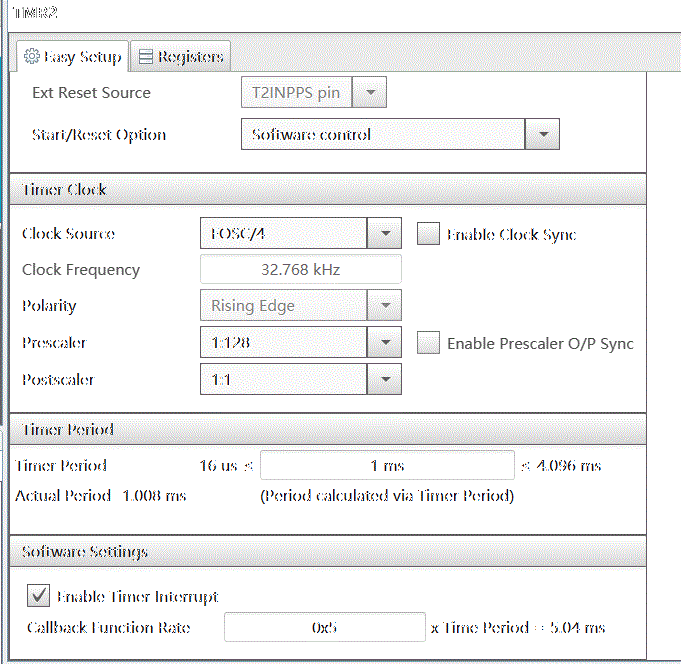 TMR2
Easy Setup Registers
Ext Reset Source T2INPPS pin
Start/Reset Option Software control
Timer Clock
Clock Source FOSC/4 Enable Clock Sync
Clock Frequency 32.768 kHz
Polarity Rising Edge
Prescaler 1:128 Enable Prescaler O/P Sync
Postscaler 1:1
Timer Period
Timer Period 16 us ≤ 1 ms ≤ 4.096 ms
Actual Period 1.008 ms (Period calculated via Timer Period)
Software Settings
Enable Timer Interrupt
Callback Function Rate 0x5 x Time Period = 5.04 ms